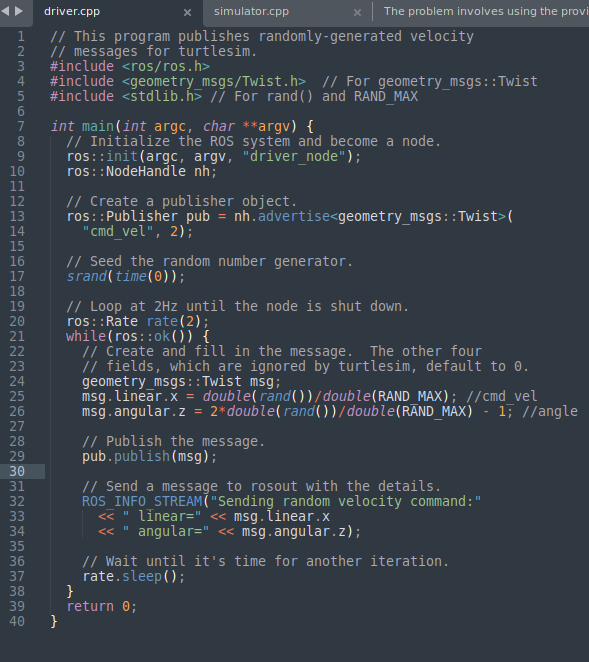 driver.cpp × simulator.cpp × The problem involves using the provi
1 // This program publishes randomly-generated velocity
2 // messages for turtlesim.
3 #include <ros/ros.h>
4 #include <geometry_msgs/Twist.h>  // For geometry_msgs::Twist
5 #include <stdlib.h> // For rand() and RAND_MAX
6
7 int main(int argc, char **argv) {
8   // Initialize the ROS system and become a node.
9   ros::init(argc, argv, "driver_node");
10   ros::NodeHandle nh;
11
12   // Create a publisher object.
13   ros::Publisher pub = nh.advertise<geometry_msgs::Twist>(
14     "cmd_vel", 2);
15
16   // Seed the random number generator.
17   srand(time(0));
18
19   // Loop at 2Hz until the node is shut down.
20   ros::Rate rate(2);
21   while(ros::ok()) {
22     // Create and fill in the message.  The other four
23     // fields, which are ignored by turtlesim, default to 0.
24     geometry_msgs::Twist msg;
25     msg.linear.x = double(rand())/double(RAND_MAX); //cmd_vel
26     msg.angular.z = 2*double(rand())/double(RAND_MAX) - 1; //angle
27
28     // Publish the message.
29     pub.publish(msg);
30
31     // Send a message to rosout with the details.
32     ROS_INFO_STREAM("Sending random velocity command:"
33       << " linear=" << msg.linear.x
34       << " angular=" << msg.angular.z);
35
36     // Wait until it's time for another iteration.
37     rate.sleep();
38   }
39   return 0;
40 }